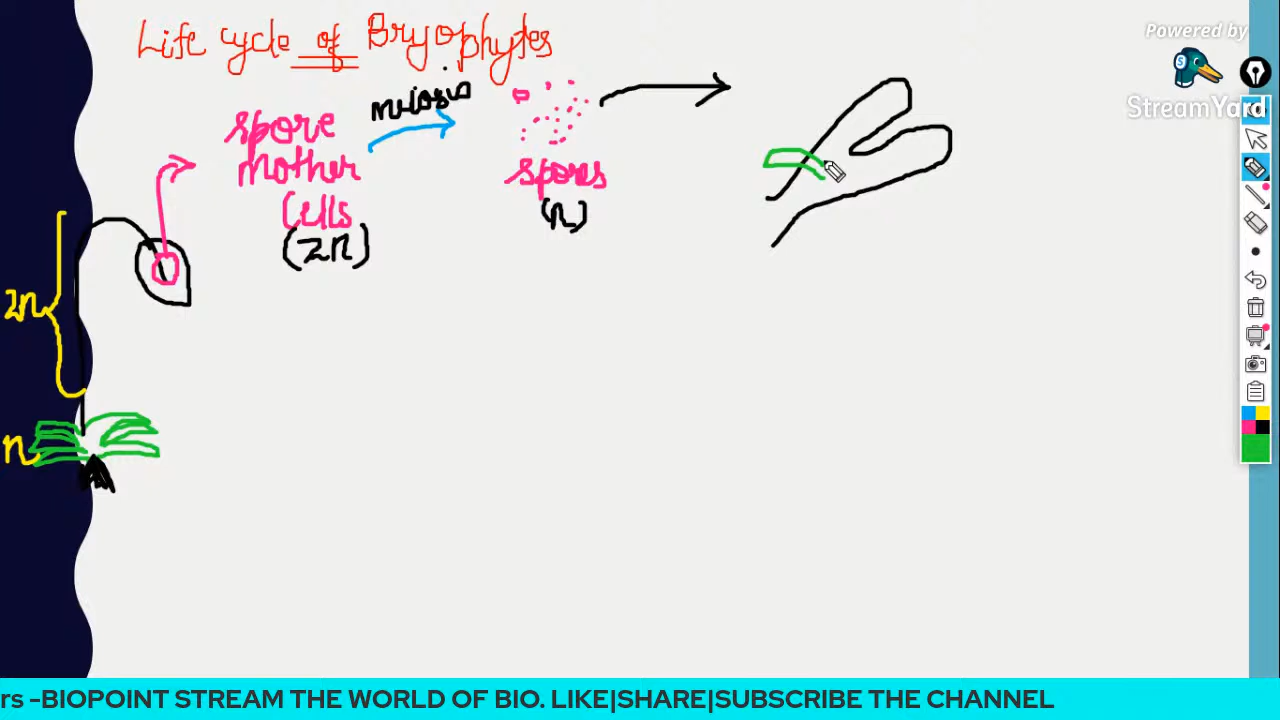 Life cycle of Bryophytes
Powered by
StreamYard
spore
mother
cells
(2n)
meiosis
spores
(n)
2n
n
rs -BIOPOINT STREAM THE WORLD OF BIO. LIKE|SHARE|SUBSCRIBE THE CHANNEL